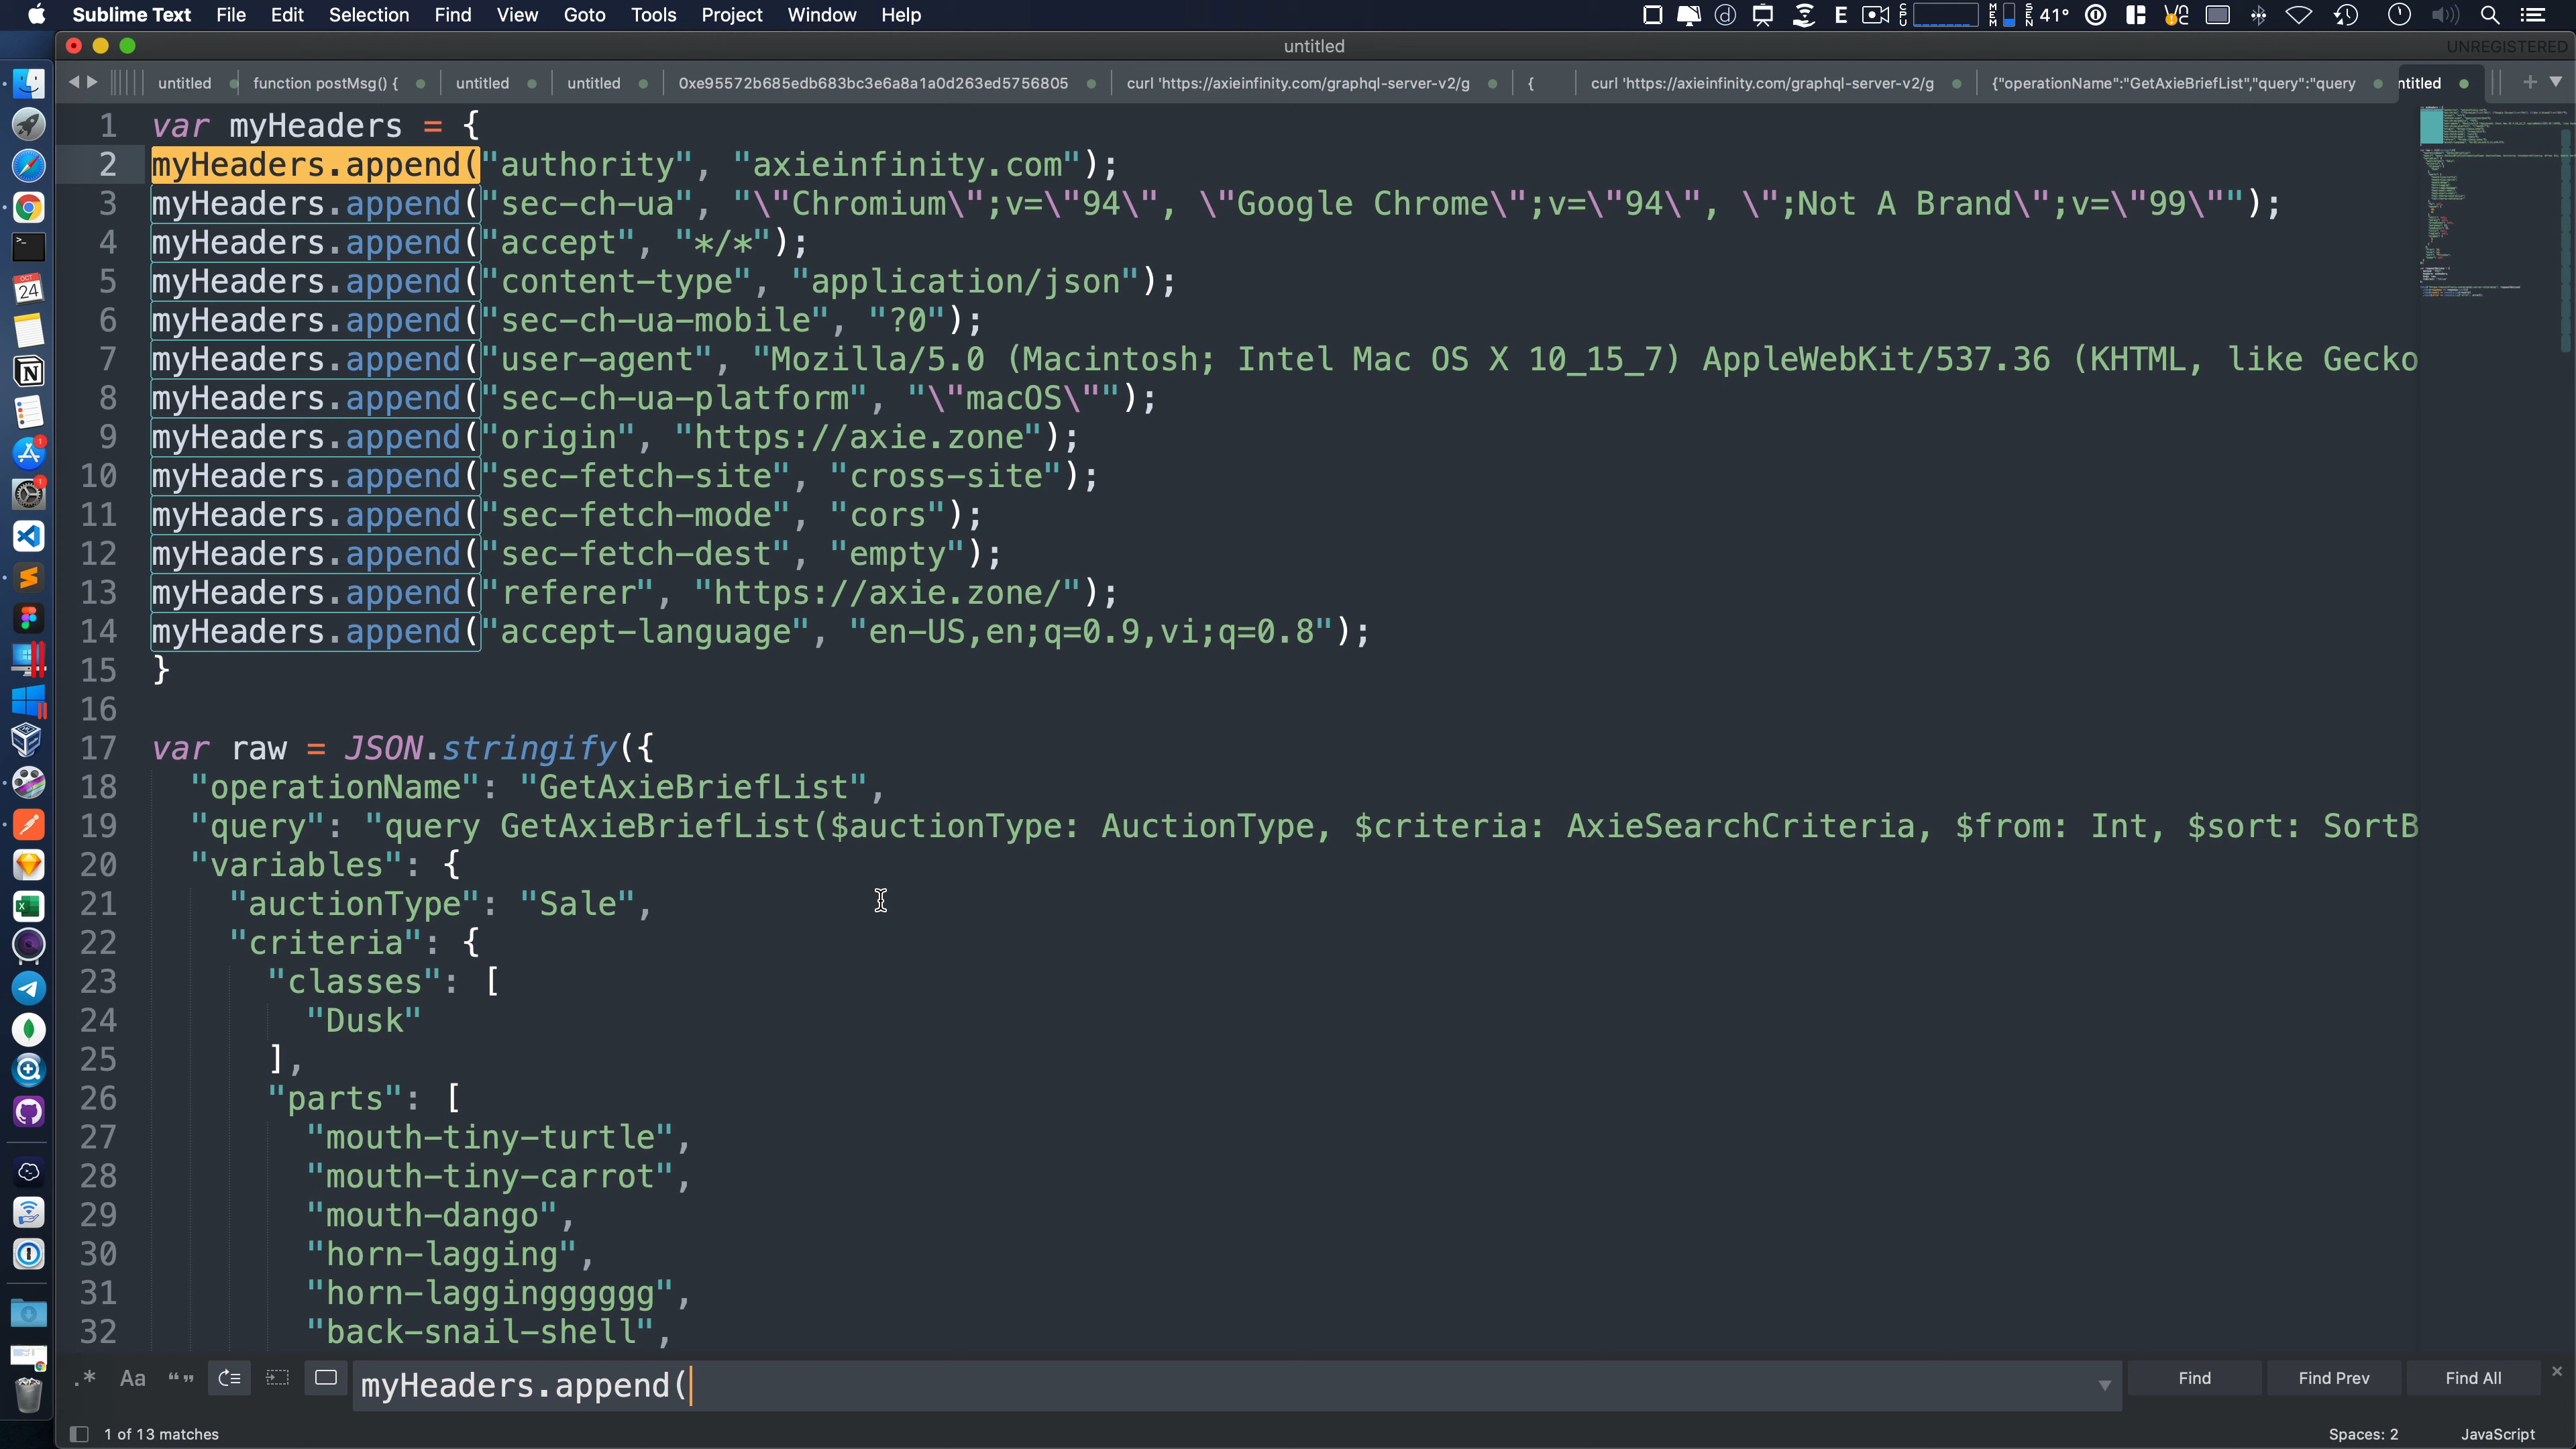 Sublime Text File Edit Selection Find View Goto Tools Project Window Help E CPU MEM SEN 41°
untitled UNREGISTERED
untitled function postMsg() { untitled untitled 0xe95572b685edb683bc3e6a8a1a0d263ed5756805 curl 'https://axieinfinity.com/graphql-server-v2/g { curl 'https://axieinfinity.com/graphql-server-v2/g {"operationName":"GetAxieBriefList","query":"query ntitled
1 var myHeaders = {
2 myHeaders.append("authority", "axieinfinity.com");
3 myHeaders.append("sec-ch-ua", "\"Chromium\";v=\"94\", \"Google Chrome\";v=\"94\", \";Not A Brand\";v=\"99\"");
4 myHeaders.append("accept", "*/*");
5 myHeaders.append("content-type", "application/json");
6 myHeaders.append("sec-ch-ua-mobile", "?0");
7 myHeaders.append("user-agent", "Mozilla/5.0 (Macintosh; Intel Mac OS X 10_15_7) AppleWebKit/537.36 (KHTML, like Gecko
8 myHeaders.append("sec-ch-ua-platform", "\"macOS\"");
9 myHeaders.append("origin", "https://axie.zone");
10 myHeaders.append("sec-fetch-site", "cross-site");
11 myHeaders.append("sec-fetch-mode", "cors");
12 myHeaders.append("sec-fetch-dest", "empty");
13 myHeaders.append("referer", "https://axie.zone/");
14 myHeaders.append("accept-language", "en-US,en;q=0.9,vi;q=0.8");
15 }
16
17 var raw = JSON.stringify({
18 "operationName": "GetAxieBriefList",
19 "query": "query GetAxieBriefList($auctionType: AuctionType, $criteria: AxieSearchCriteria, $from: Int, $sort: SortB
20 "variables": {
21 "auctionType": "Sale",
22 "criteria": {
23 "classes": [
24 "Dusk"
25 ],
26 "parts": [
27 "mouth-tiny-turtle",
28 "mouth-tiny-carrot",
29 "mouth-dango",
30 "horn-lagging",
31 "horn-laggingggggg",
32 "back-snail-shell",
.* Aa “” myHeaders.append( Find Find Prev Find All
1 of 13 matches Spaces: 2 JavaScript
OCT
24
1
1